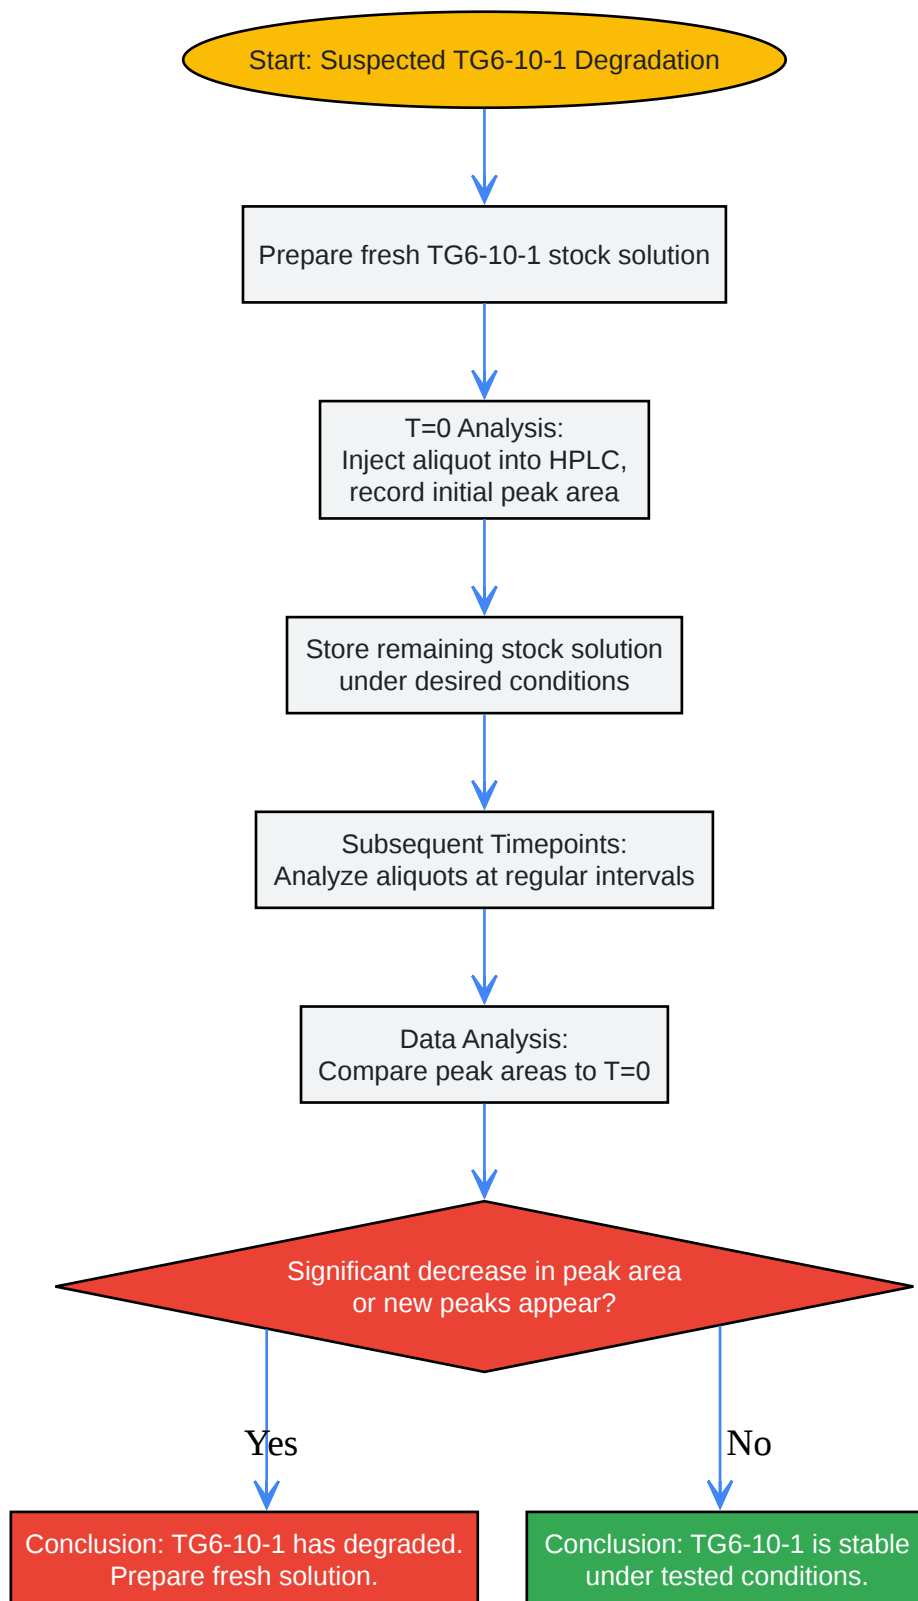 Start: Suspected TG6-10-1 Degradation
Prepare fresh TG6-10-1 stock solution
T=0 Analysis:
Inject aliquot into HPLC,
record initial peak area
Store remaining stock solution
under desired conditions
Subsequent Timepoints:
Analyze aliquots at regular intervals
Data Analysis:
Compare peak areas to T=0
Significant decrease in peak area
or new peaks appear?
Yes
No
Conclusion: TG6-10-1 has degraded.
Prepare fresh solution.
Conclusion: TG6-10-1 is stable
under tested conditions.